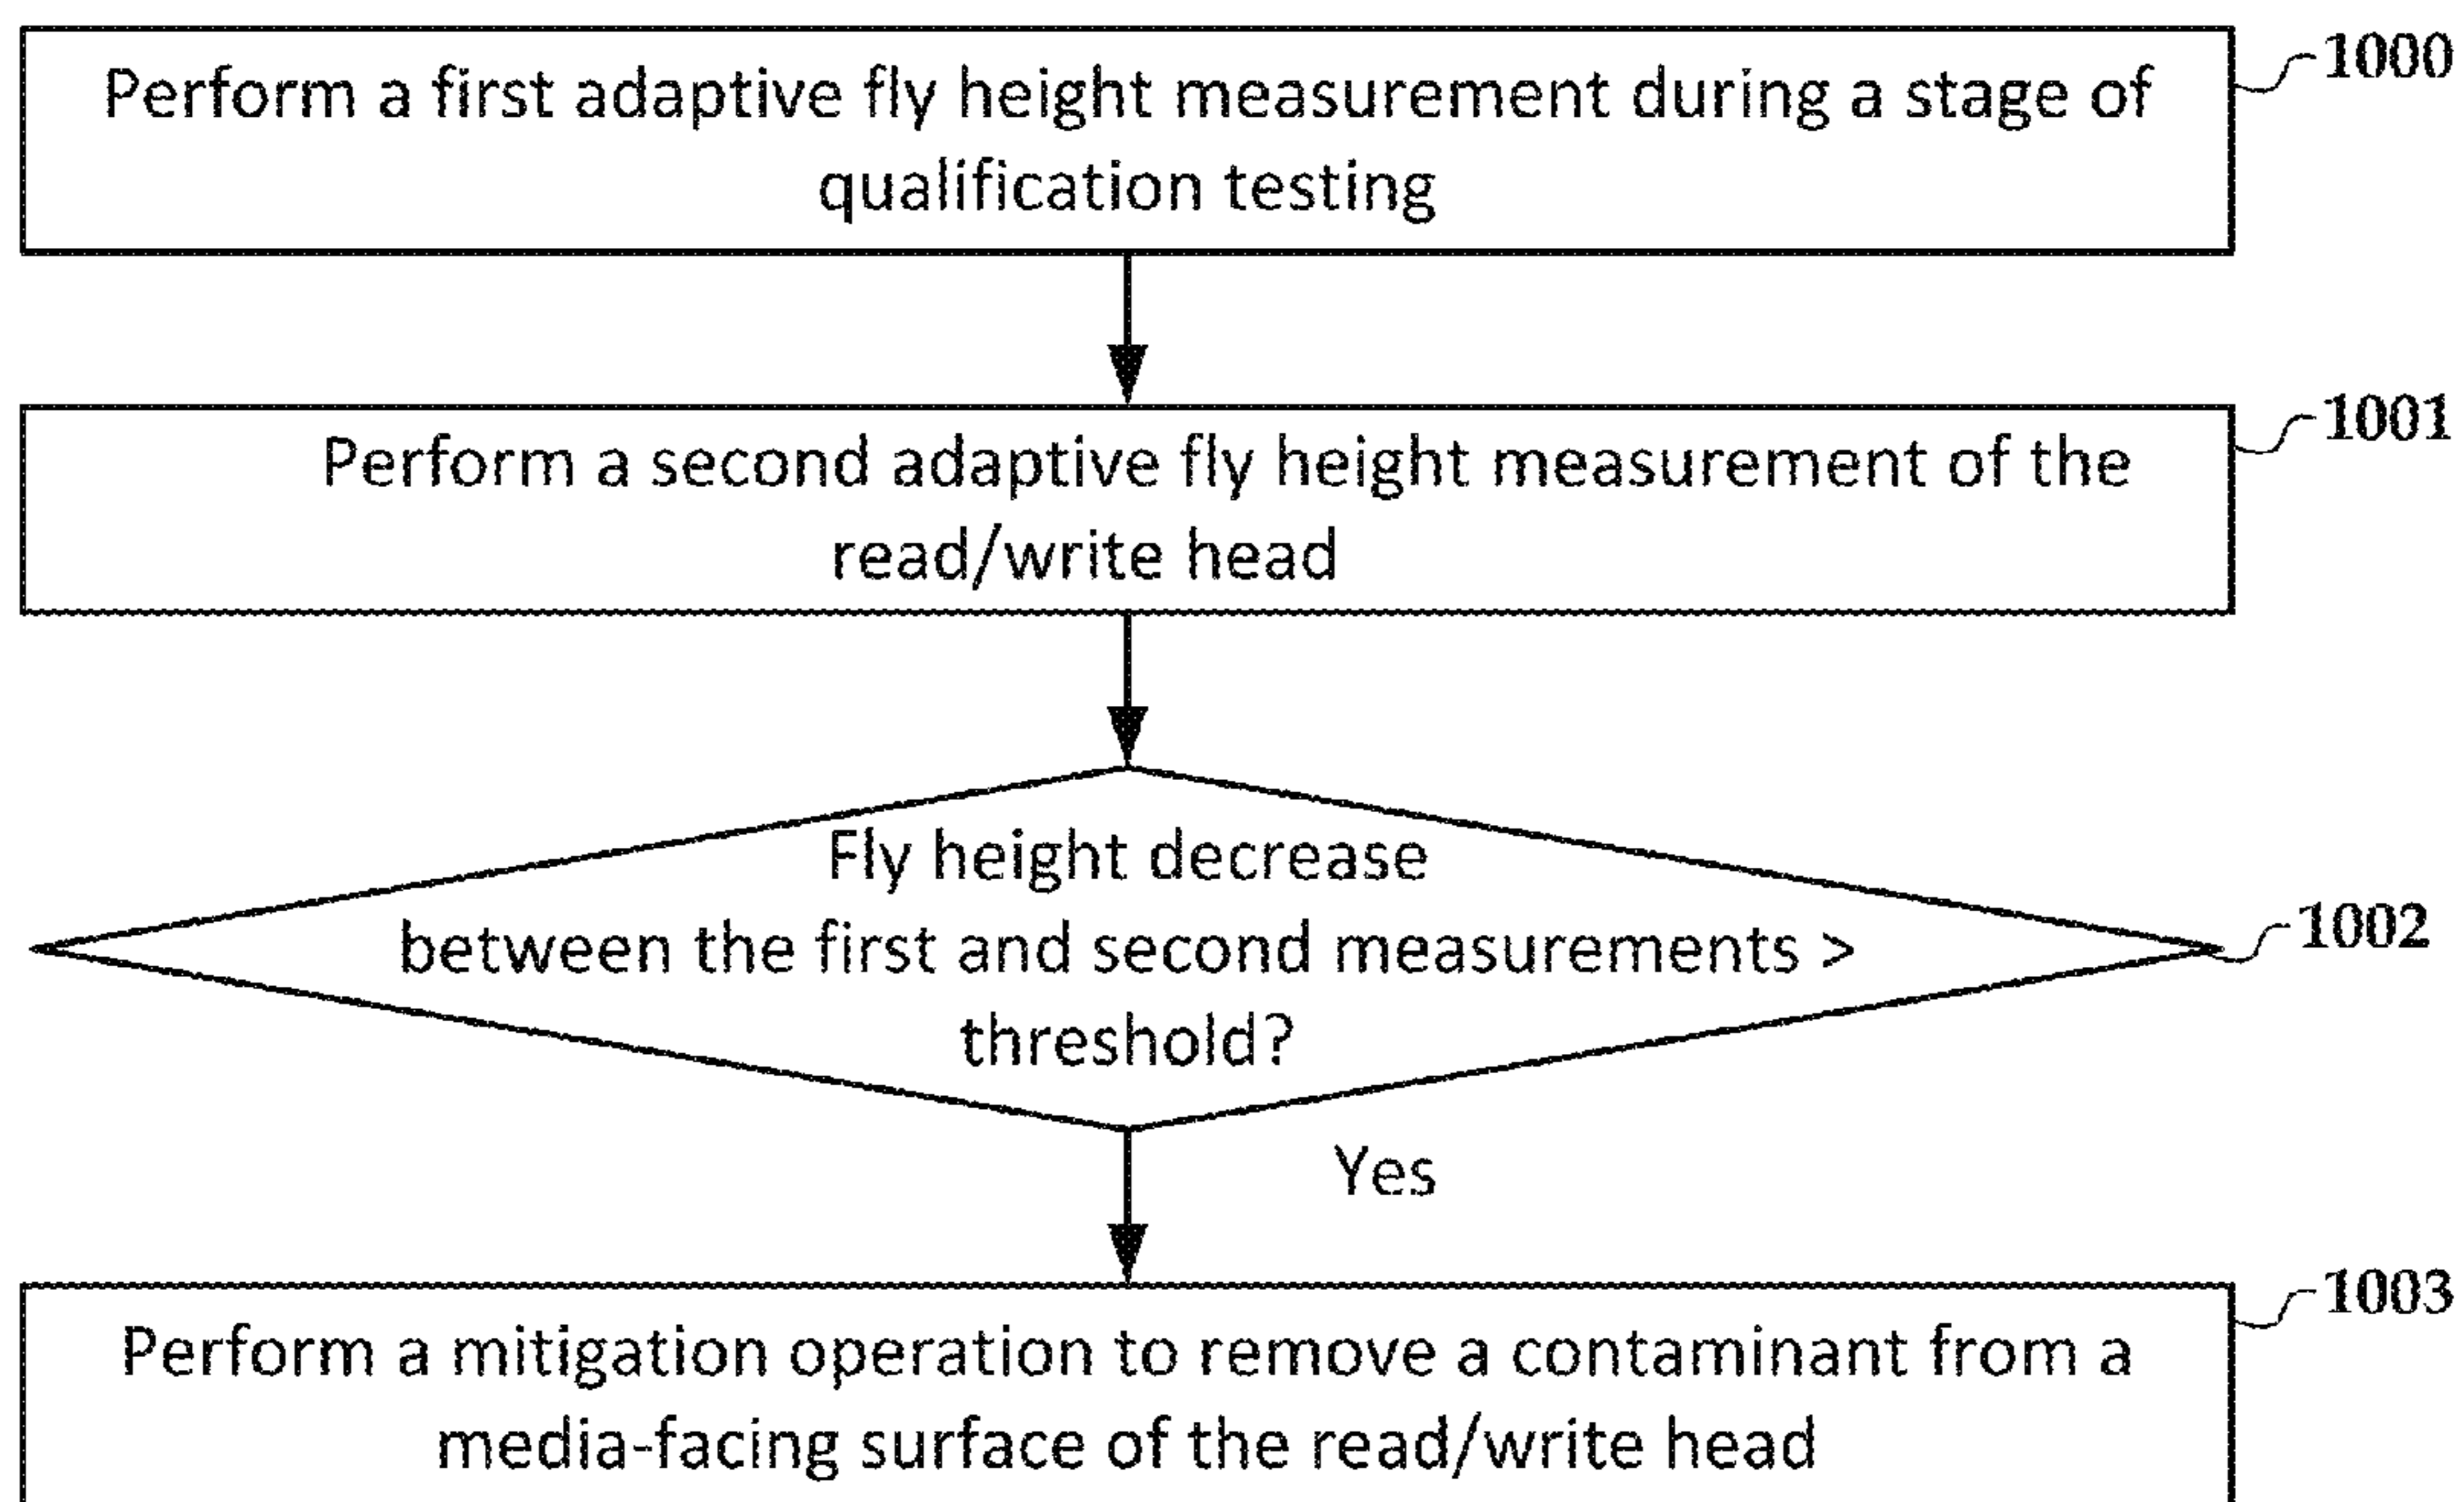 Perform a first adaptive fly height measurement during a stage of
qualification testing
1000
Perform a second adaptive fly height measurement of the
read/write head
1001
Fly height decrease
between the first and second measurements >
threshold?
1002
Yes
Perform a mitigation operation to remove a contaminant from a
media-facing surface of the read/write head
1003